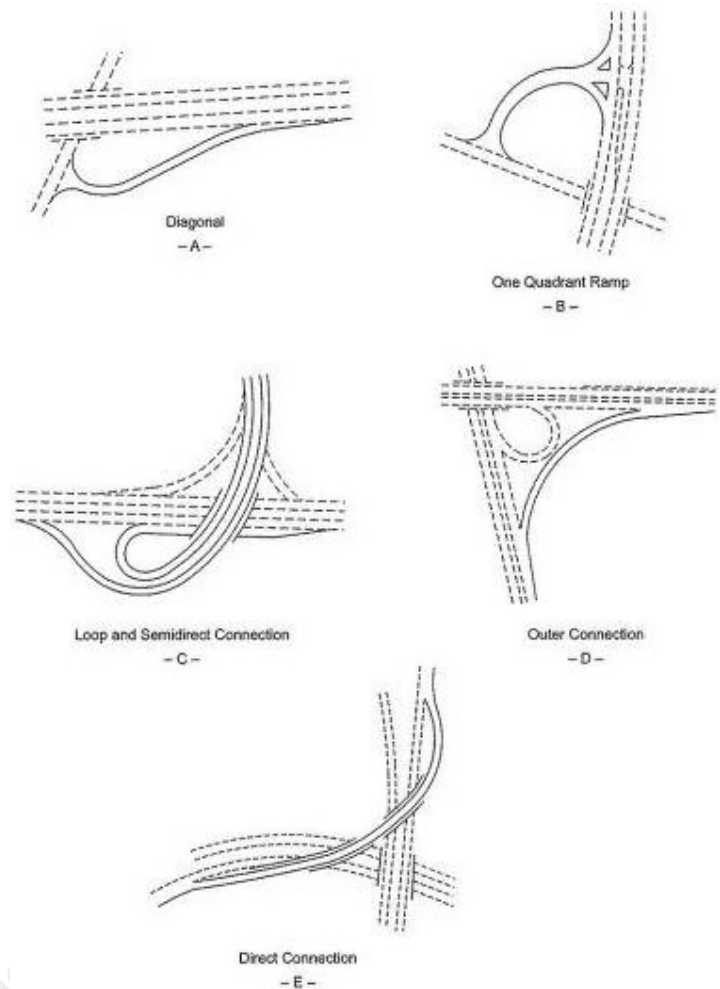 Diagonal
– A –
One Quadrant Ramp
– B –
Loop and Semidirect Connection
– C –
Outer Connection
– D –
Direct Connection
– E –